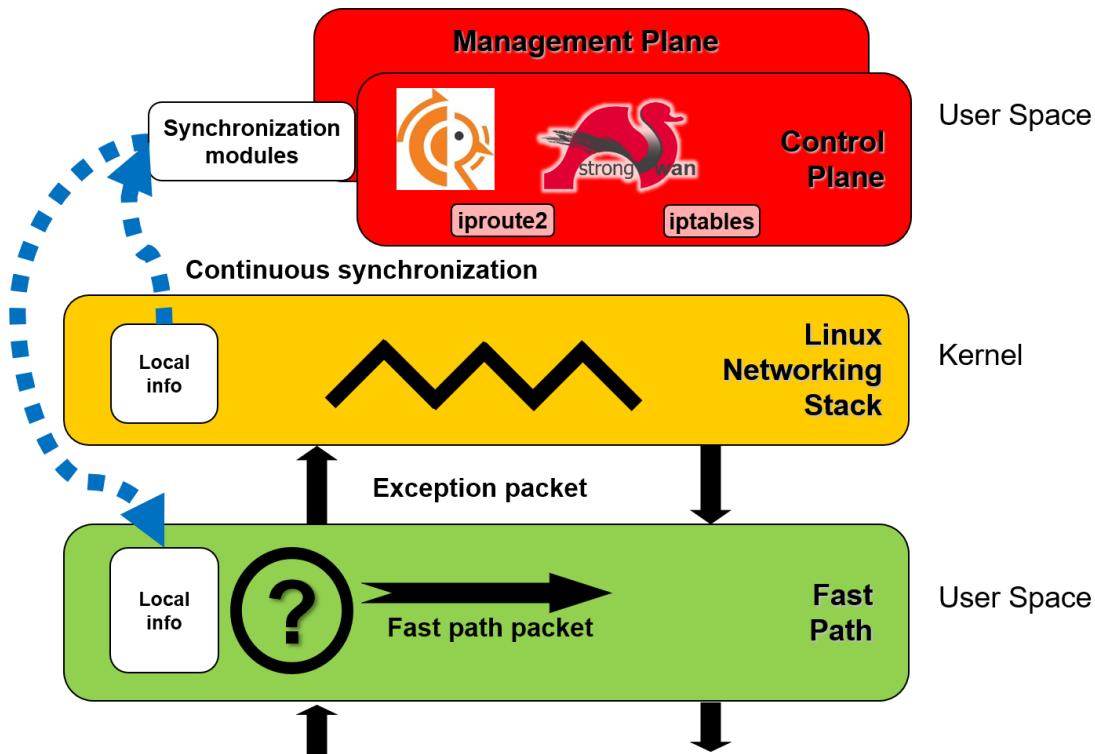 Management Plane
User Space
Synchronization
modules
Control
Plane
strong wan
iproute2
iptables
Continuous synchronization
Linux
Networking
Stack
Kernel
Local
info
Exception packet
Local
info
?
Fast path packet
Fast
Path
User Space